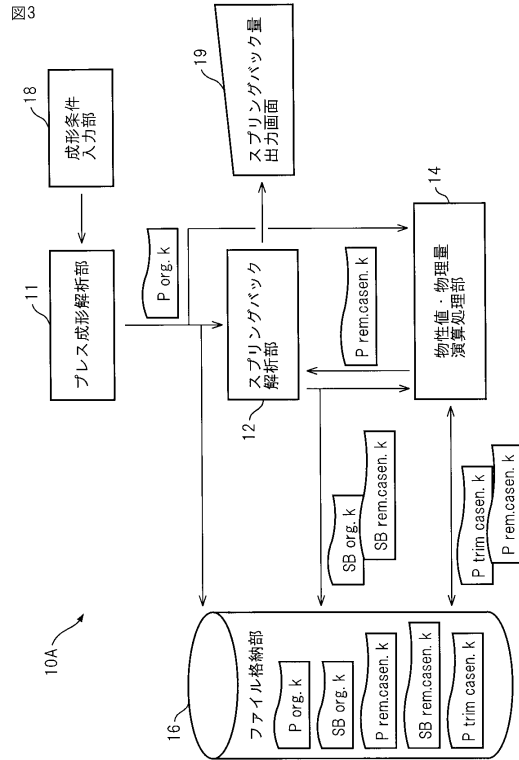 図3
10A
18
成形条件
入力部
11
プレス成形解析部
19
スプリングバック量
出力画面
P org. k
スプリングバック
解析部
12
P rem.casen. k
14
物性値・物理量
演算処理部
SB org. k
SB rem.casen. k
P trim casen. k
P rem.casen. k
16
ファイル格納部
P org. k
SB org. k
P rem.casen. k
SB rem.casen. k
P trim casen. k